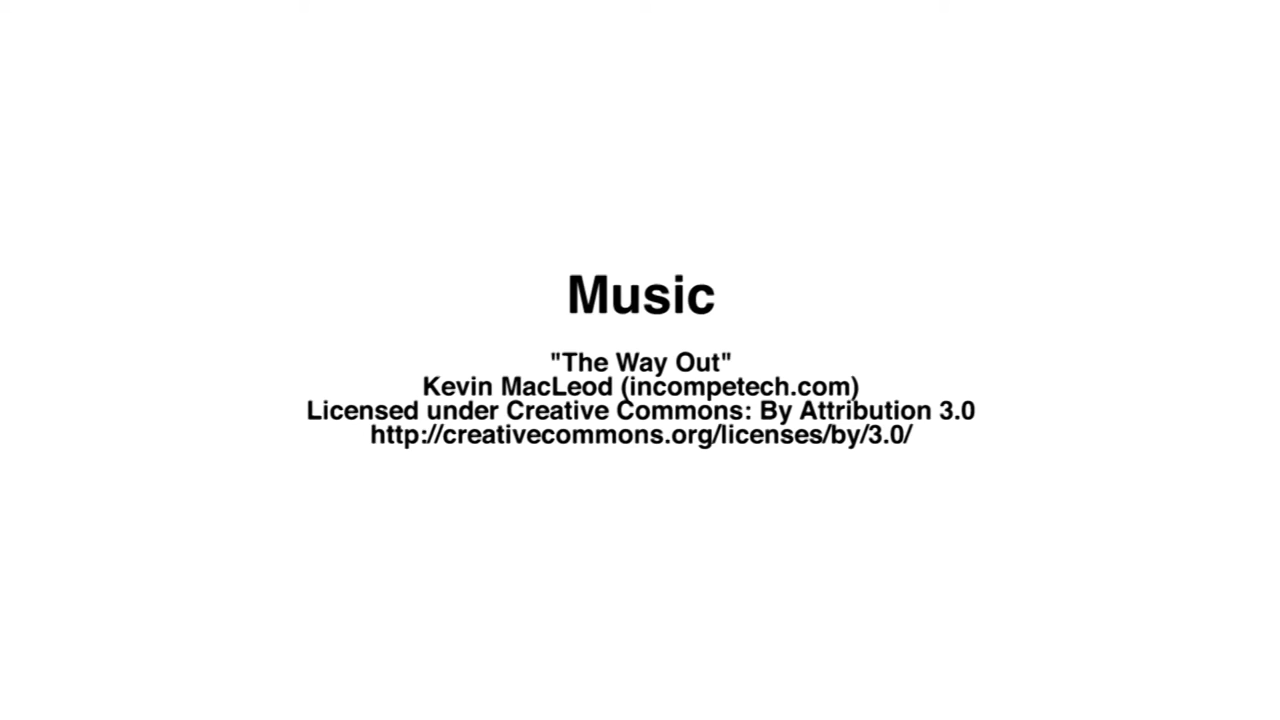 Music
"The Way Out"
Kevin MacLeod (incompetech.com)
Licensed under Creative Commons: By Attribution 3.0
http://creativecommons.org/licenses/by/3.0/